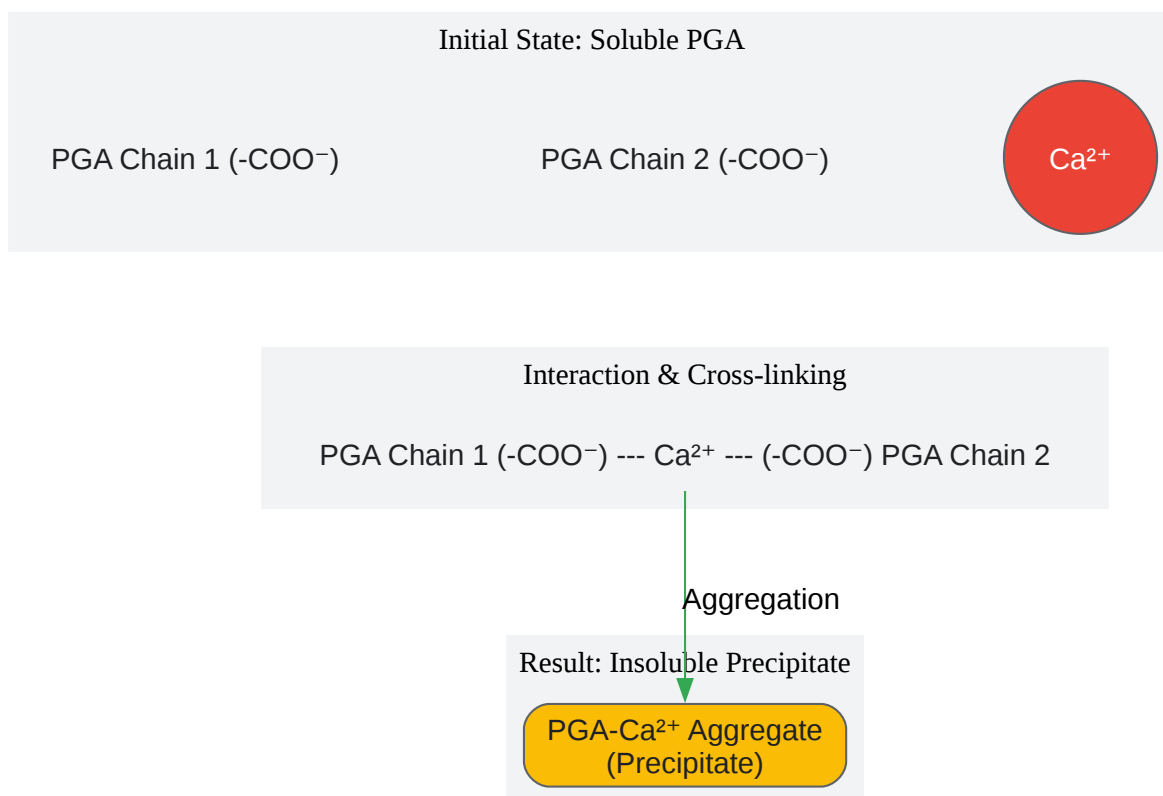 Initial State: Soluble PGA
PGA Chain 1 (-COO⁻)
PGA Chain 2 (-COO⁻)
Ca²⁺
Interaction & Cross-linking
PGA Chain 1 (-COO⁻) --- Ca²⁺ --- (-COO⁻) PGA Chain 2
Aggregation
Result: Insoluble Precipitate
PGA-Ca²⁺ Aggregate
(Precipitate)